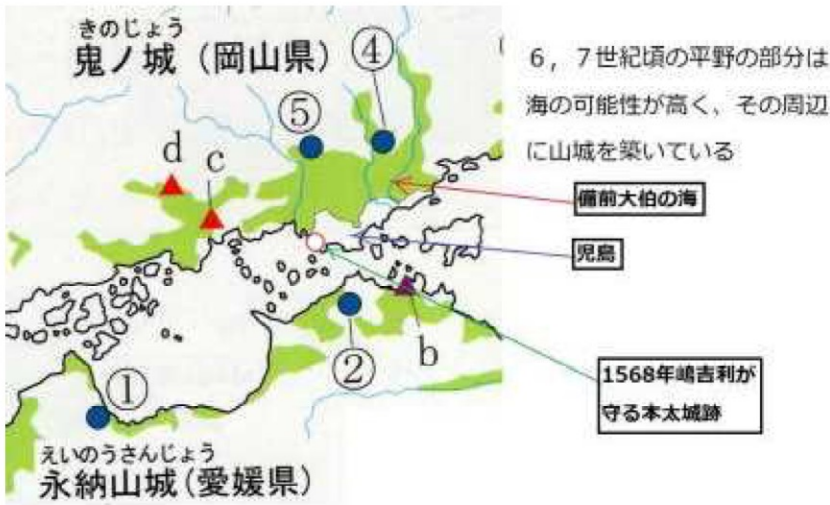 きのじょう
鬼ノ城（岡山県）
④
⑤
d
c
6，7世紀頃の平野の部分は
海の可能性が高く、その周辺
に山城を築いている
備前大伯の海
児島
②
b
①
1568年嶋吉利が
守る本太城跡
えいのうさんじょう
永納山城(愛媛県)